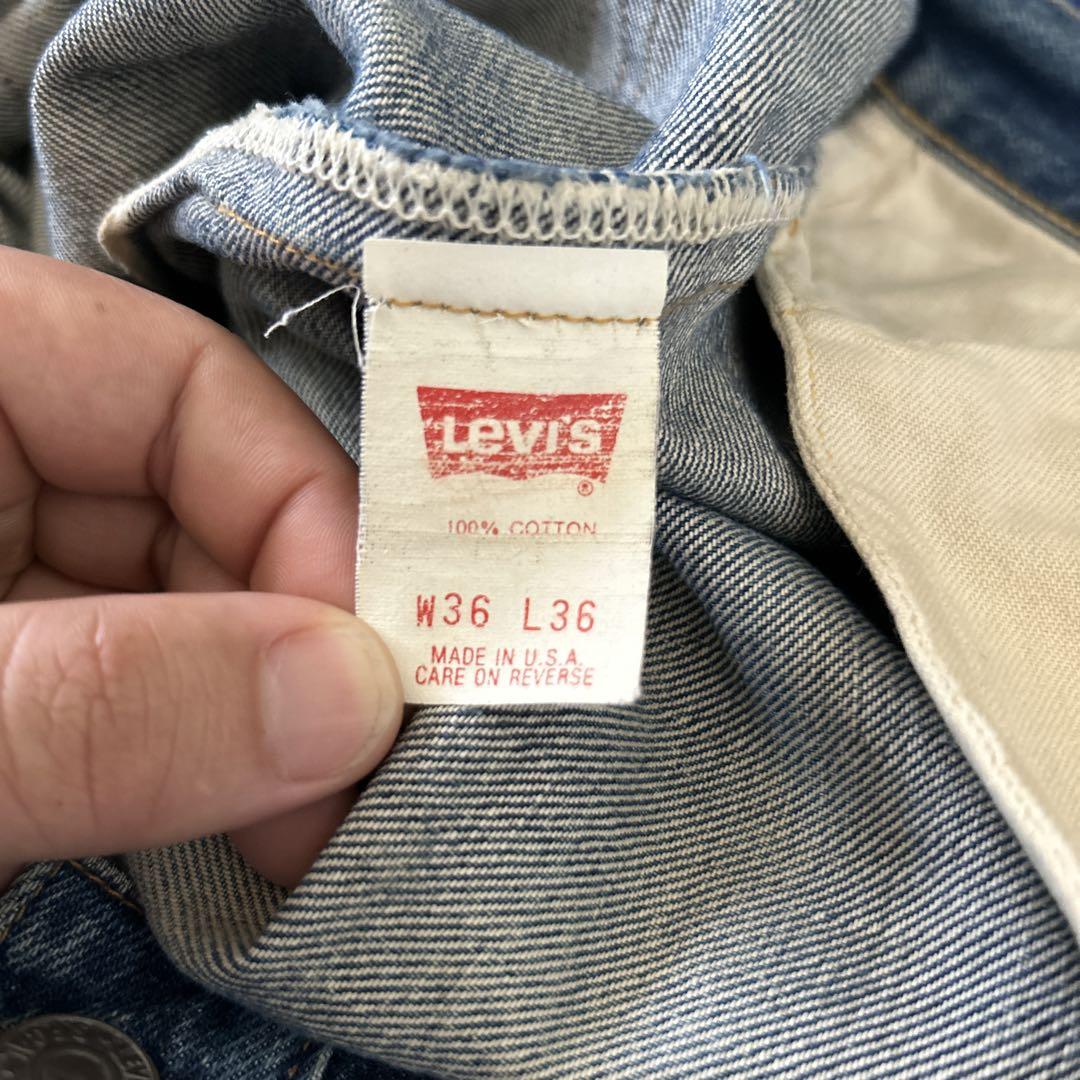 Levi's
®
100% COTTON
W36 L36
MADE IN U.S.A.
CARE ON REVERSE